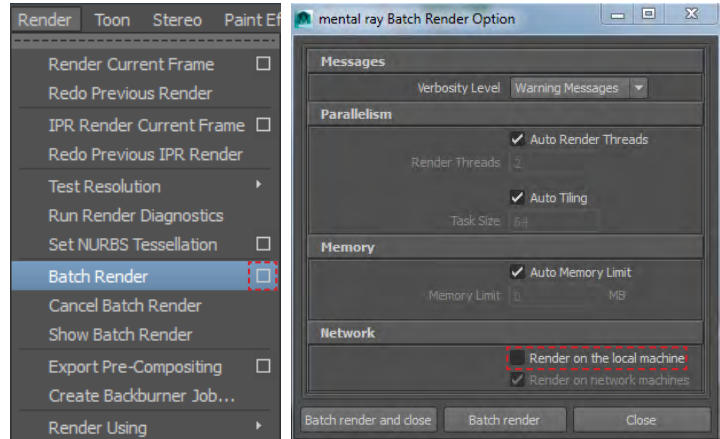 Render Toon Stereo Paint Ef
Render Current Frame
Redo Previous Render
IPR Render Current Frame
Redo Previous IPR Render
Test Resolution
Run Render Diagnostics
Set NURBS Tessellation
Batch Render
Cancel Batch Render
Show Batch Render
Export Pre-Compositing
Create Backburner Job...
Render Using
mental ray Batch Render Option
Messages
Verbosity Level Warning Messages
Parallelism
Auto Render Threads
Render Threads 2
Auto Tiling
Task Size 64
Memory
Auto Memory Limit
Memory Limit 0 MB
Network
Render on the local machine
Render on network machines
Batch render and close Batch render Close